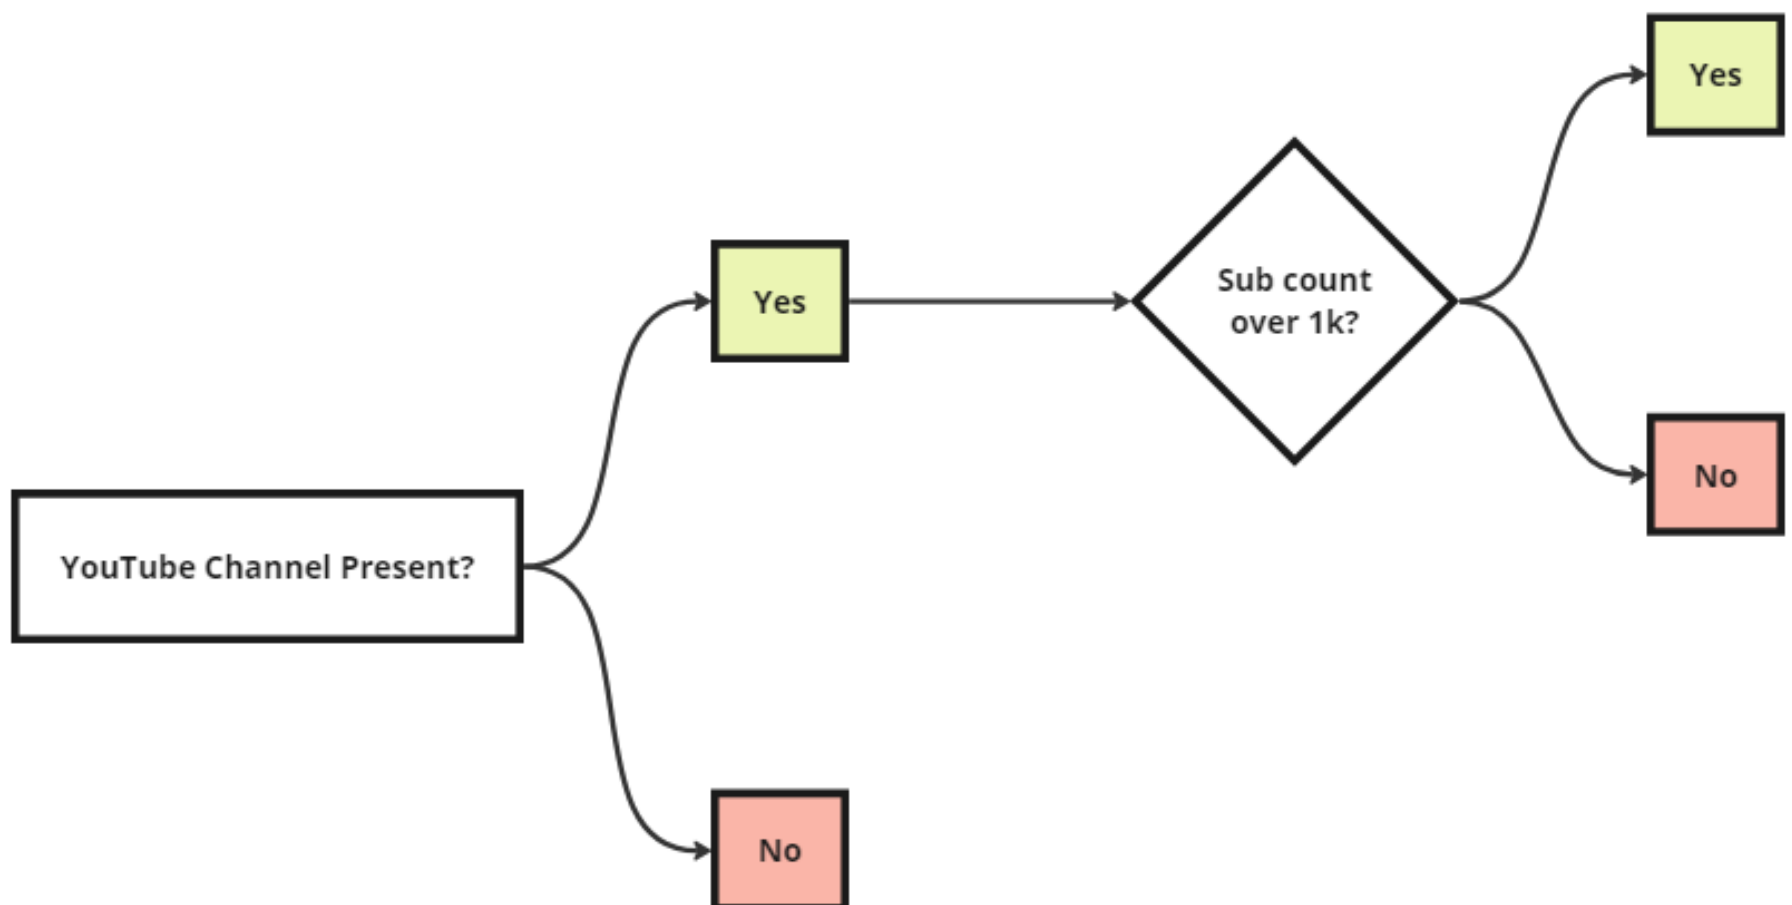 YouTube Channel Present?
Yes
No
Sub count
over 1k?
Yes
No